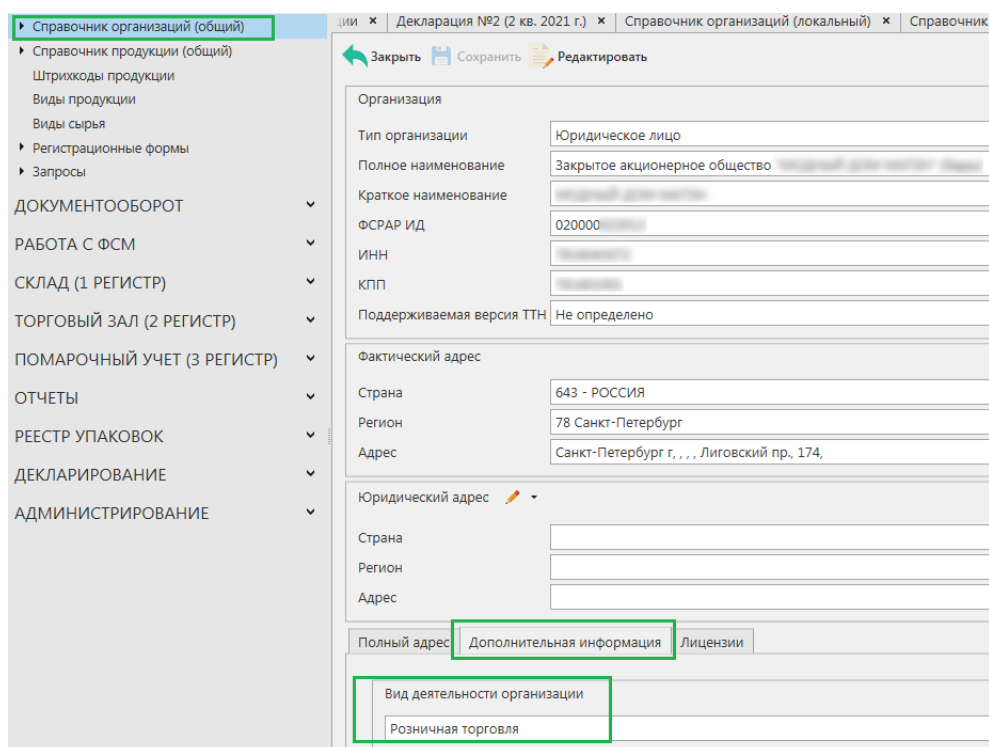 Справочник организаций (общий)
Справочник продукции (общий)
Штрихкоды продукции
Виды продукции
Виды сырья
Регистрационные формы
Запросы
ДОКУМЕНТООБОРОТ
РАБОТА С ФСМ
СКЛАД (1 РЕГИСТР)
ТОРГОВЫЙ ЗАЛ (2 РЕГИСТР)
ПОМАРОЧНЫЙ УЧЕТ (3 РЕГИСТР)
ОТЧЕТЫ
РЕЕСТР УПАКОВОК
ДЕКЛАРИРОВАНИЕ
АДМИНИСТРИРОВАНИЕ
ции × Декларация №2 (2 кв. 2021 г.) × Справочник организаций (локальный) × Справочник
Закрыть Сохранить Редактировать
Организация
Тип организации Юридическое лицо
Полное наименование Закрытое акционерное общество
Краткое наименование
ФСРАР ИД 020000
ИНН
КПП
Поддерживаемая версия ТТН Не определено
Фактический адрес
Страна 643 - РОССИЯ
Регион 78 Санкт-Петербург
Адрес Санкт-Петербург г, , , , Лиговский пр., 174,
Юридический адрес
Страна
Регион
Адрес
Полный адрес Дополнительная информация Лицензии
Вид деятельности организации
Розничная торговля